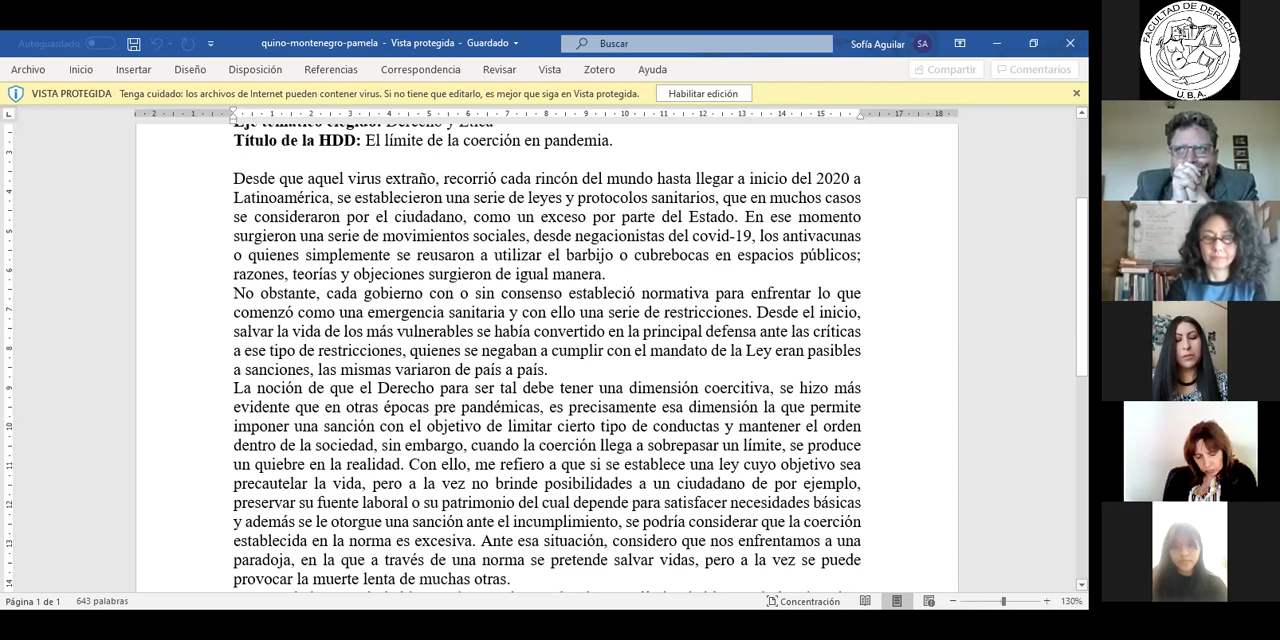 Autoguardado
quino-montenegro-pamela - Vista protegida - Guardado
Buscar
Sofía Aguilar
SA
Archivo Inicio Insertar Diseño Disposición Referencias Correspondencia Revisar Vista Zotero Ayuda
Compartir Comentarios
VISTA PROTEGIDA Tenga cuidado: los archivos de Internet pueden contener virus. Si no tiene que editarlo, es mejor que siga en Vista protegida.
Habilitar edición
Eje temático elegido: Derecho y Ética
Título de la HDD: El límite de la coerción en pandemia.
Desde que aquel virus extraño, recorrió cada rincón del mundo hasta llegar a inicio del 2020 a
Latinoamérica, se establecieron una serie de leyes y protocolos sanitarios, que en muchos casos
se consideraron por el ciudadano, como un exceso por parte del Estado. En ese momento
surgieron una serie de movimientos sociales, desde negacionistas del covid-19, los antivacunas
o quienes simplemente se reusaron a utilizar el barbijo o cubrebocas en espacios públicos;
razones, teorías y objeciones surgieron de igual manera.
No obstante, cada gobierno con o sin consenso estableció normativa para enfrentar lo que
comenzó como una emergencia sanitaria y con ello una serie de restricciones. Desde el inicio,
salvar la vida de los más vulnerables se había convertido en la principal defensa ante las críticas
a ese tipo de restricciones, quienes se negaban a cumplir con el mandato de la Ley eran pasibles
a sanciones, las mismas variaron de país a país.
La noción de que el Derecho para ser tal debe tener una dimensión coercitiva, se hizo más
evidente que en otras épocas pre pandémicas, es precisamente esa dimensión la que permite
imponer una sanción con el objetivo de limitar cierto tipo de conductas y mantener el orden
dentro de la sociedad, sin embargo, cuando la coerción llega a sobrepasar un límite, se produce
un quiebre en la realidad. Con ello, me refiero a que si se establece una ley cuyo objetivo sea
precautelar la vida, pero a la vez no brinde posibilidades a un ciudadano de por ejemplo,
preservar su fuente laboral o su patrimonio del cual depende para satisfacer necesidades básicas
y además se le otorgue una sanción ante el incumplimiento, se podría considerar que la coerción
establecida en la norma es excesiva. Ante esa situación, considero que nos enfrentamos a una
paradoja, en la que a través de una norma se pretende salvar vidas, pero a la vez se puede
provocar la muerte lenta de muchas otras.
Página 1 de 1 643 palabras
Concentración
130%
FACULTAD DE DERECHO
U.B.A.